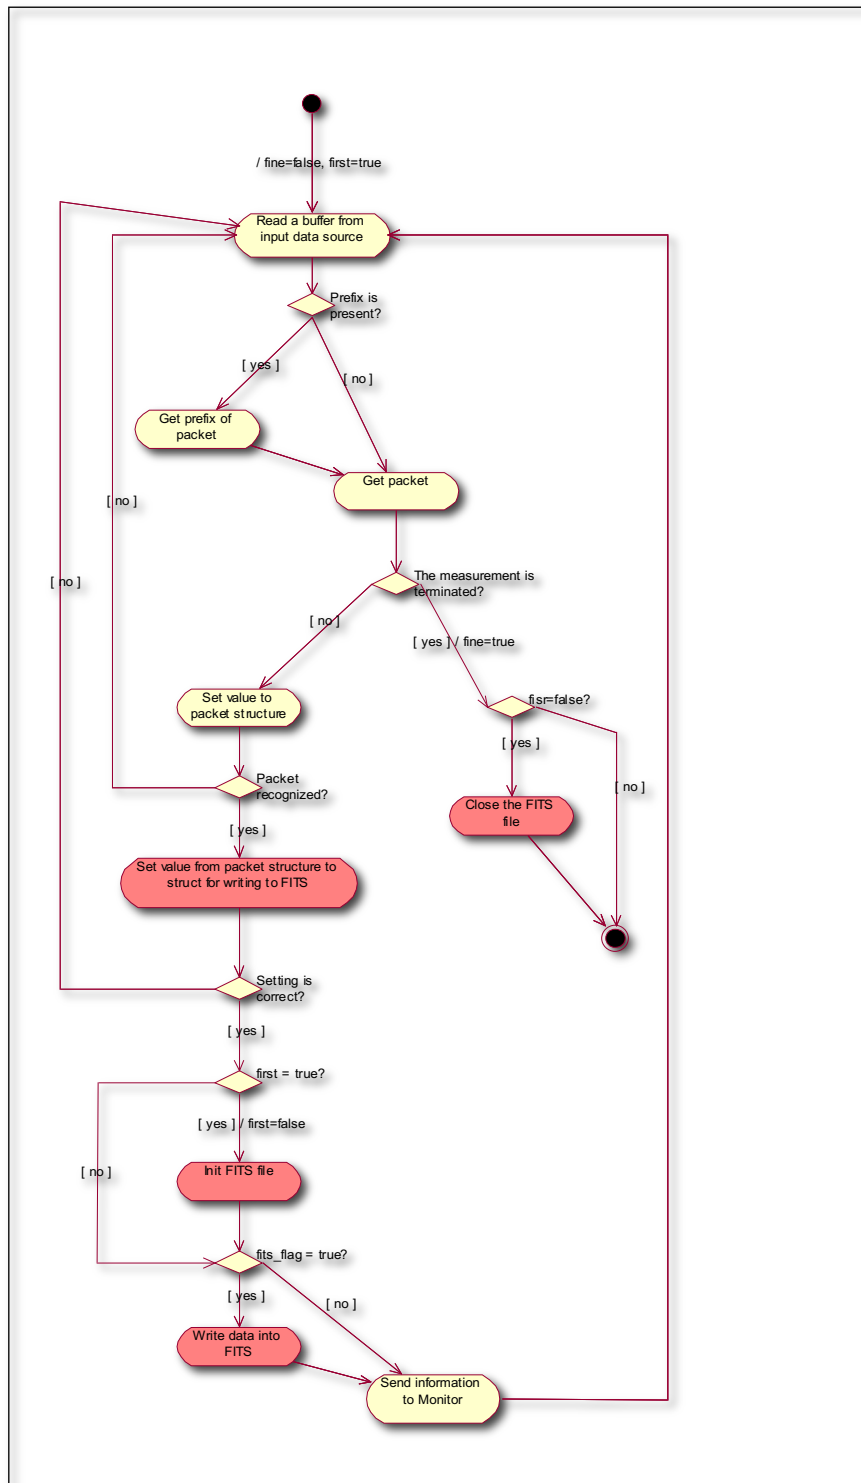 / fine=false, first=true
Read a buffer from
input data source
Prefix is
present?
[ yes ]
[ no ]
Get prefix of
packet
Get packet
[ no ]
[ no ]
The measurement is
terminated?
[ no ]
[ yes ] / fine=true
Set value to
packet structure
fisr=false?
[ yes ]
Packet
recognized?
[ no ]
Close the FITS
file
[ yes ]
Set value from packet structure to
struct for writing to FITS
Setting is
correct?
[ yes ]
first = true?
[ yes ] / first=false
[ no ]
Init FITS file
fits_flag = true?
[ yes ]
[ no ]
Write data into
FITS
Send information
to Monitor